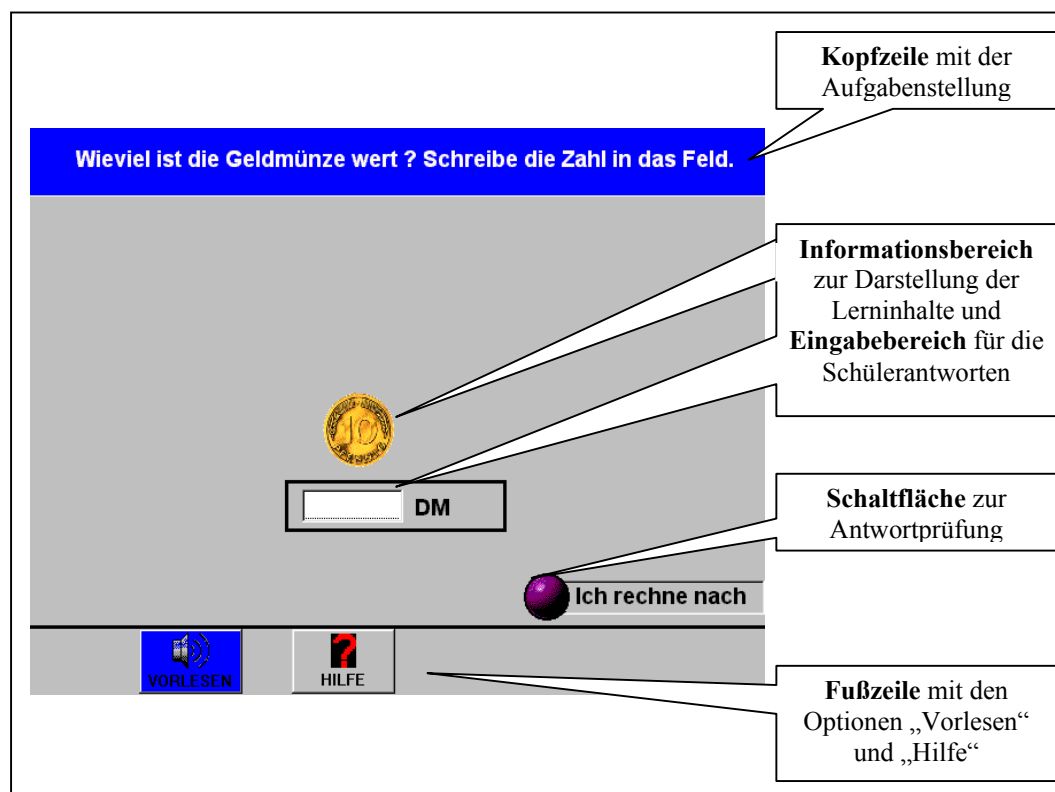 Kopfzeile mit der
Aufgabenstellung
Wieviel ist die Geldmünze wert ? Schreibe die Zahl in das Feld.
Informationsbereich
zur Darstellung der
Lerninhalte und
Eingabebereich für die
Schülerantworten
10
DM
Schaltfläche zur
Antwortprüfung
Ich rechne nach
VORLESEN
?
HILFE
Fußzeile mit den
Optionen „Vorlesen“
und „Hilfe“